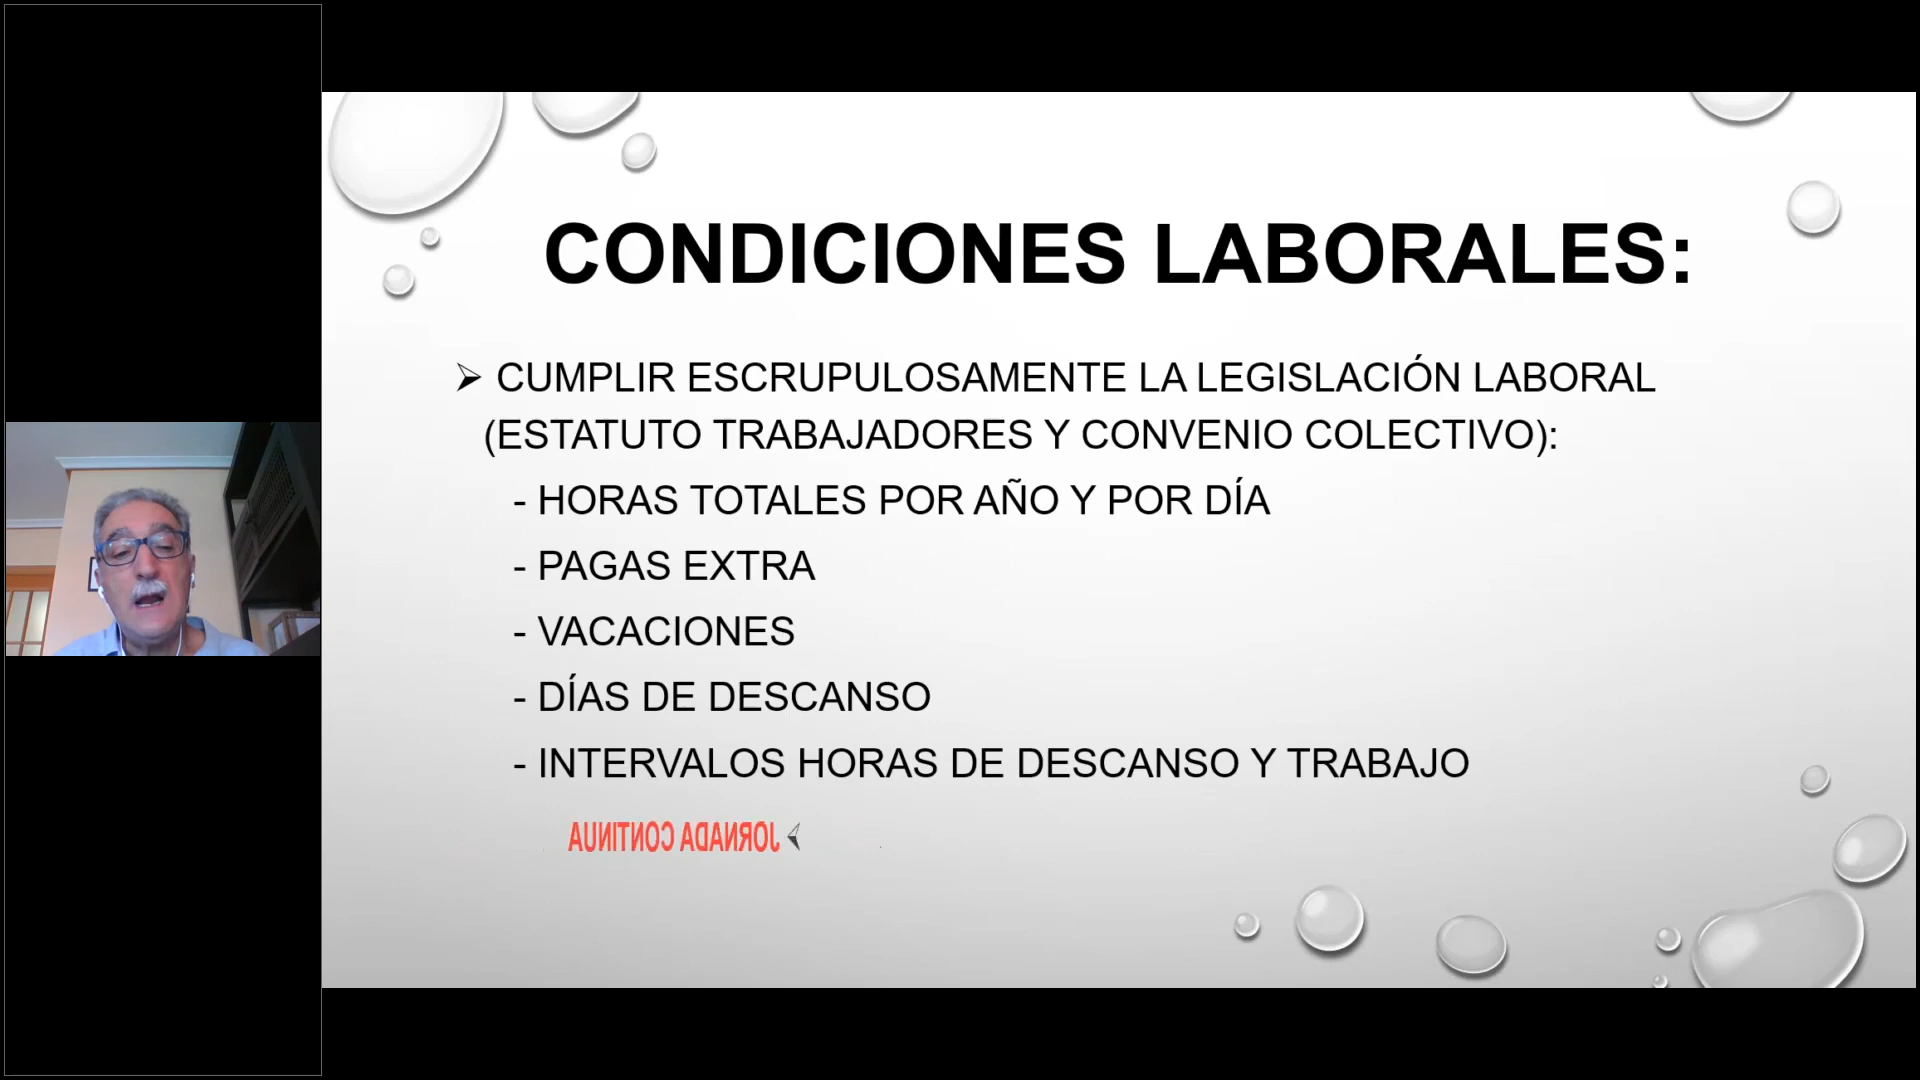 CONDICIONES LABORALES:
➢ CUMPLIR ESCRUPULOSAMENTE LA LEGISLACIÓN LABORAL
(ESTATUTO TRABAJADORES Y CONVENIO COLECTIVO):
- HORAS TOTALES POR AÑO Y POR DÍA
- PAGAS EXTRA
- VACACIONES
- DÍAS DE DESCANSO
- INTERVALOS HORAS DE DESCANSO Y TRABAJO
➢ JORNADA CONTINUA